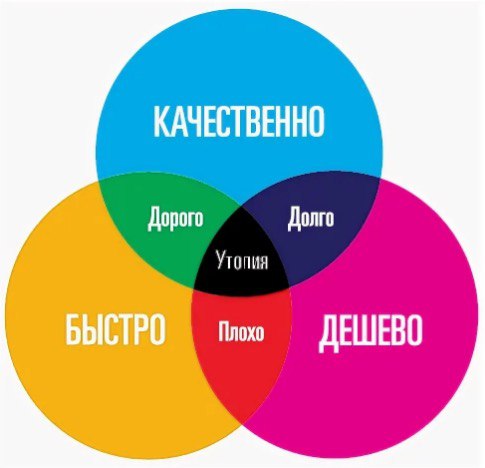 КАЧЕСТВЕННО
Дорого
Долго
Утопия
БЫСТРО
Плохо
ДЕШЕВО